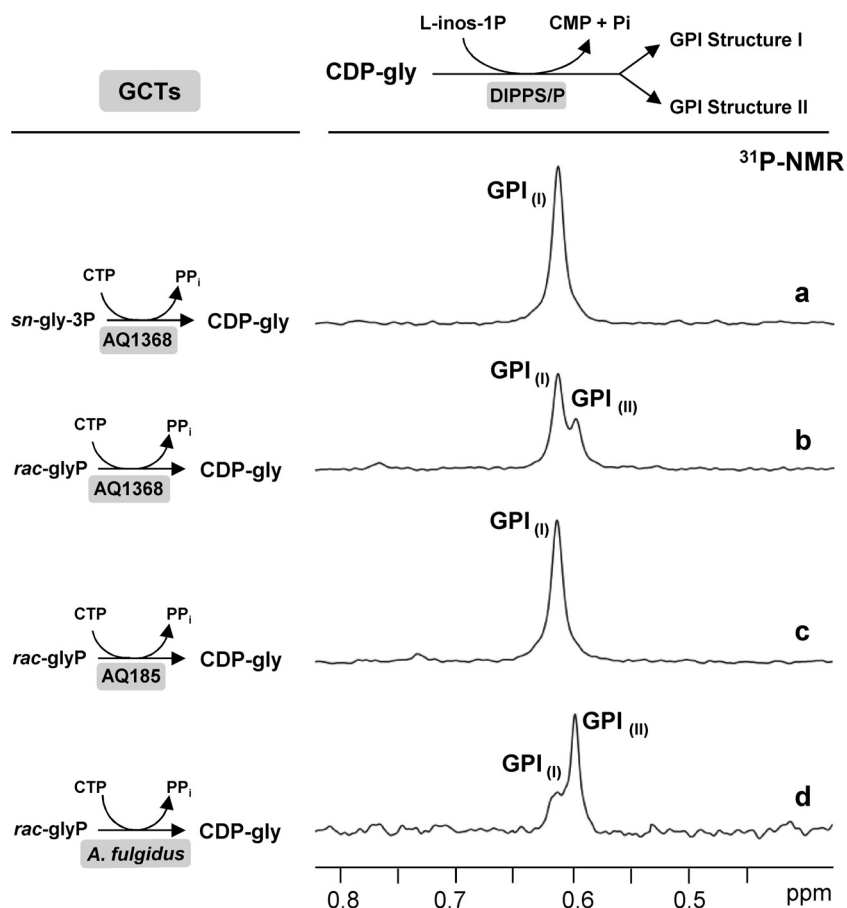 L-inos-1P CMP + Pi
GPI Structure I
CDP-gly
GCTs
DIPPS/P
GPI Structure II
31P-NMR
GPI (I)
CTP PPi
a
sn-gly-3P CDP-gly
AQ1368
GPI (I)
GPI (II)
CTP PPi
b
rac-glyP CDP-gly
AQ1368
GPI (I)
CTP PPi
c
rac-glyP CDP-gly
AQ185
GPI (II)
GPI (I)
CTP PPi
d
rac-glyP CDP-gly
A. fulgidus
0.8 0.7 0.6 0.5 ppm